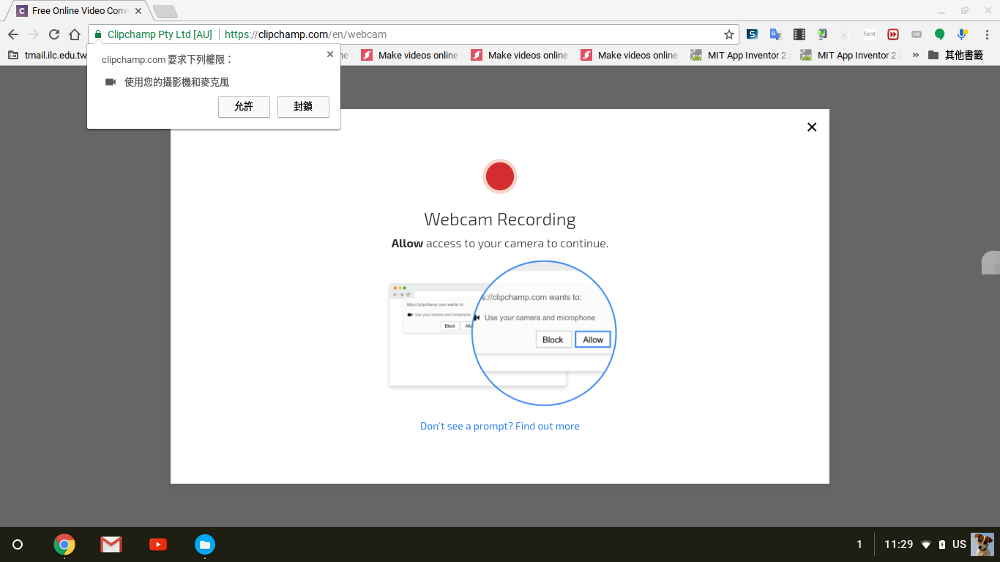 Free Online Video Conv
Clipchamp Pty Ltd [AU] https://clipchamp.com/en/webcam
font HD
tmail.ilc.edu.tw
ne
Make videos online
Make videos online
Make videos online
MIT App Inventor 2
MIT App Inventor 2
»
其他書籤
clipchamp.com 要求下列權限：
使用您的攝影機和麥克風
允許 封鎖
Webcam Recording
Allow access to your camera to continue.
https://clipchamp.com wants to:
Use your camera and microphone
Block Allo
s://clipchamp.com wants to:
Use your camera and microphone
Block Allow
Don't see a prompt? Find out more
1 11:29 US